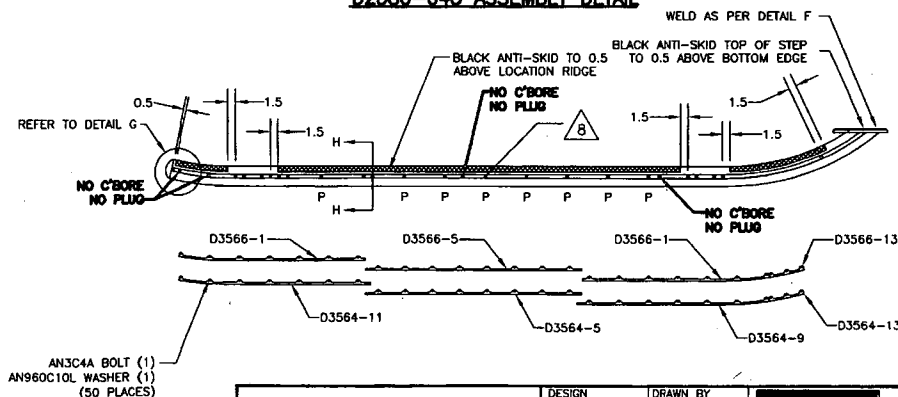 D2580-040 ASSEMBLY DETAIL
WELD AS PER DETAIL F
BLACK ANTI-SKID TO 0.5
ABOVE LOCATION RIDGE
BLACK ANTI-SKID TOP OF STEP
TO 0.5 ABOVE BOTTOM EDGE
NO C'BORE
NO PLUG
0.5
1.5
1.5
8
1.5
1.5
1.5
REFER TO DETAIL G
H
H
NO C'BORE
NO PLUG
P P P P P P P P
NO C'BORE
NO PLUG
D3566-1
D3566-5
D3566-1
D3566-13
D3564-11
D3564-5
D3564-9
D3564-13
AN3C4A BOLT (1)
AN960C10L WASHER (1)
(50 PLACES)
DESIGN
DRAWN BY